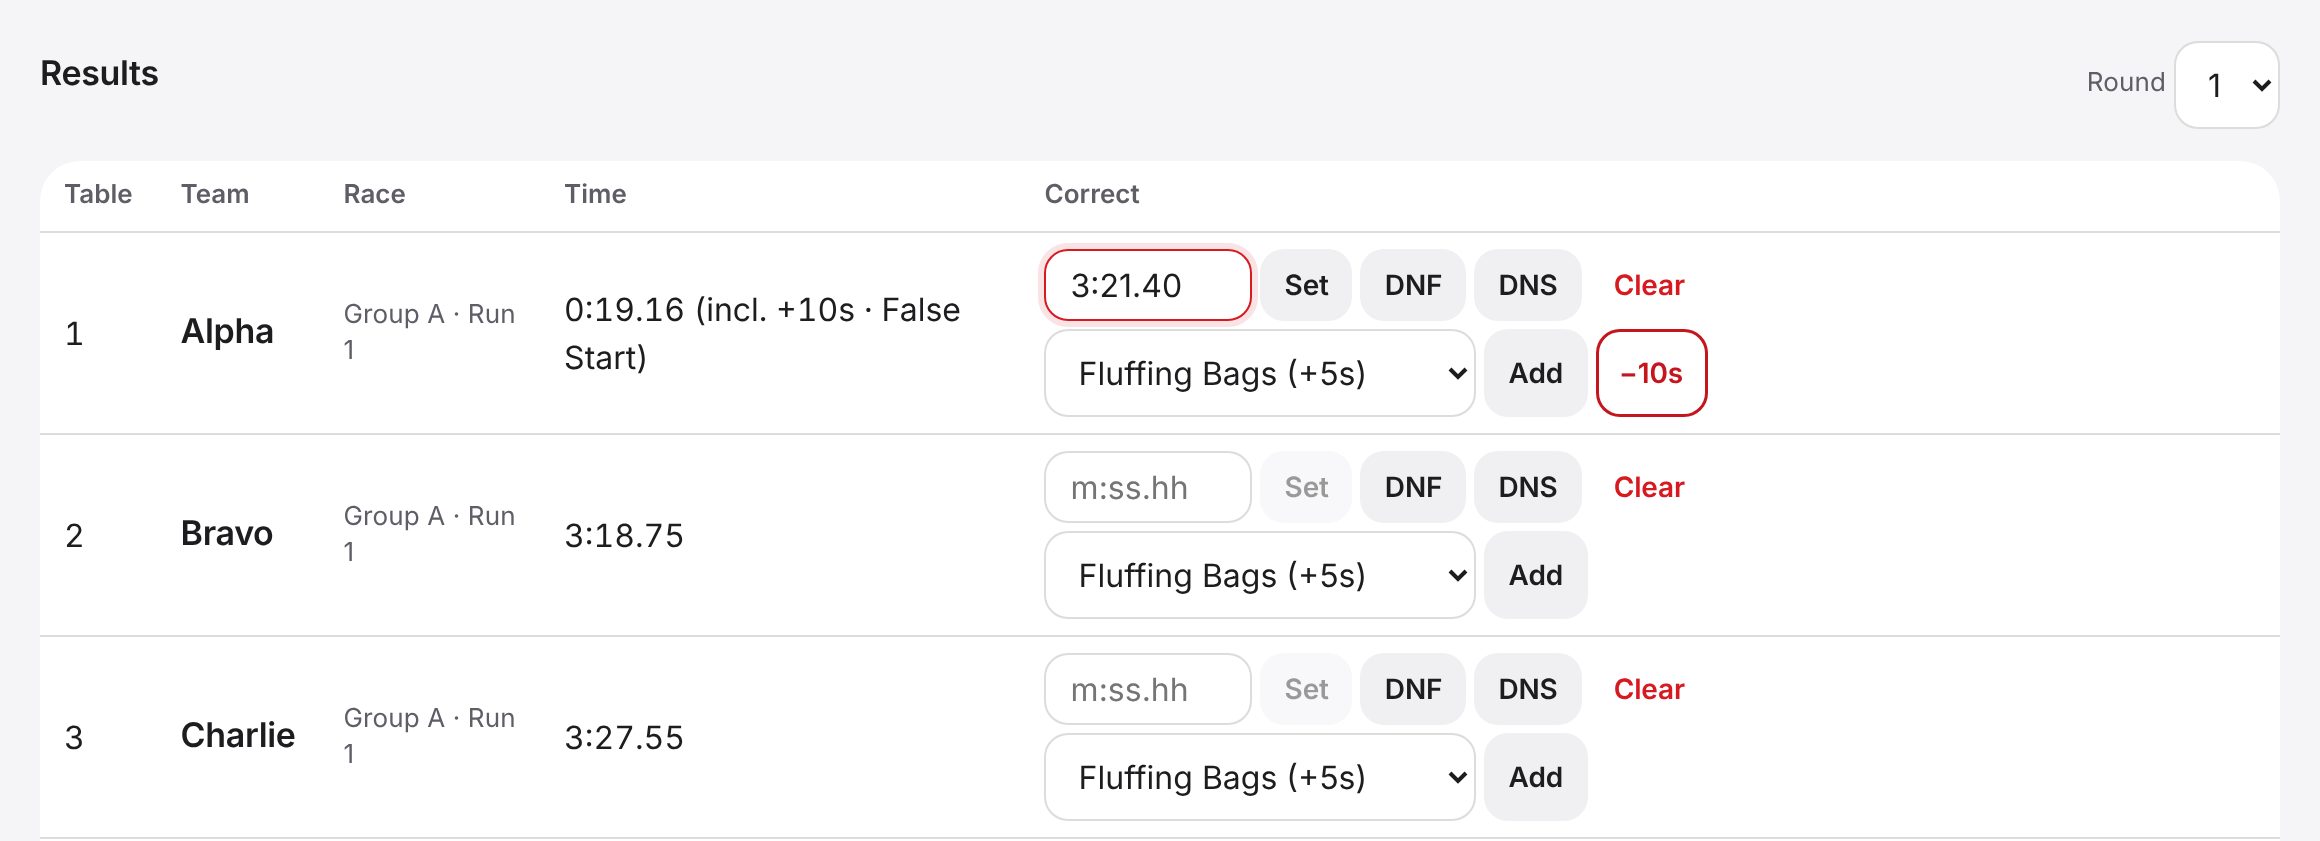 Results
Round 1
Table Team Race Time Correct
1 Alpha Group A · Run 1 0:19.16 (incl. +10s · False Start) 3:21.40 Set DNF DNS Clear
Fluffing Bags (+5s) Add −10s
2 Bravo Group A · Run 1 3:18.75 m:ss.hh Set DNF DNS Clear
Fluffing Bags (+5s) Add
3 Charlie Group A · Run 1 3:27.55 m:ss.hh Set DNF DNS Clear
Fluffing Bags (+5s) Add